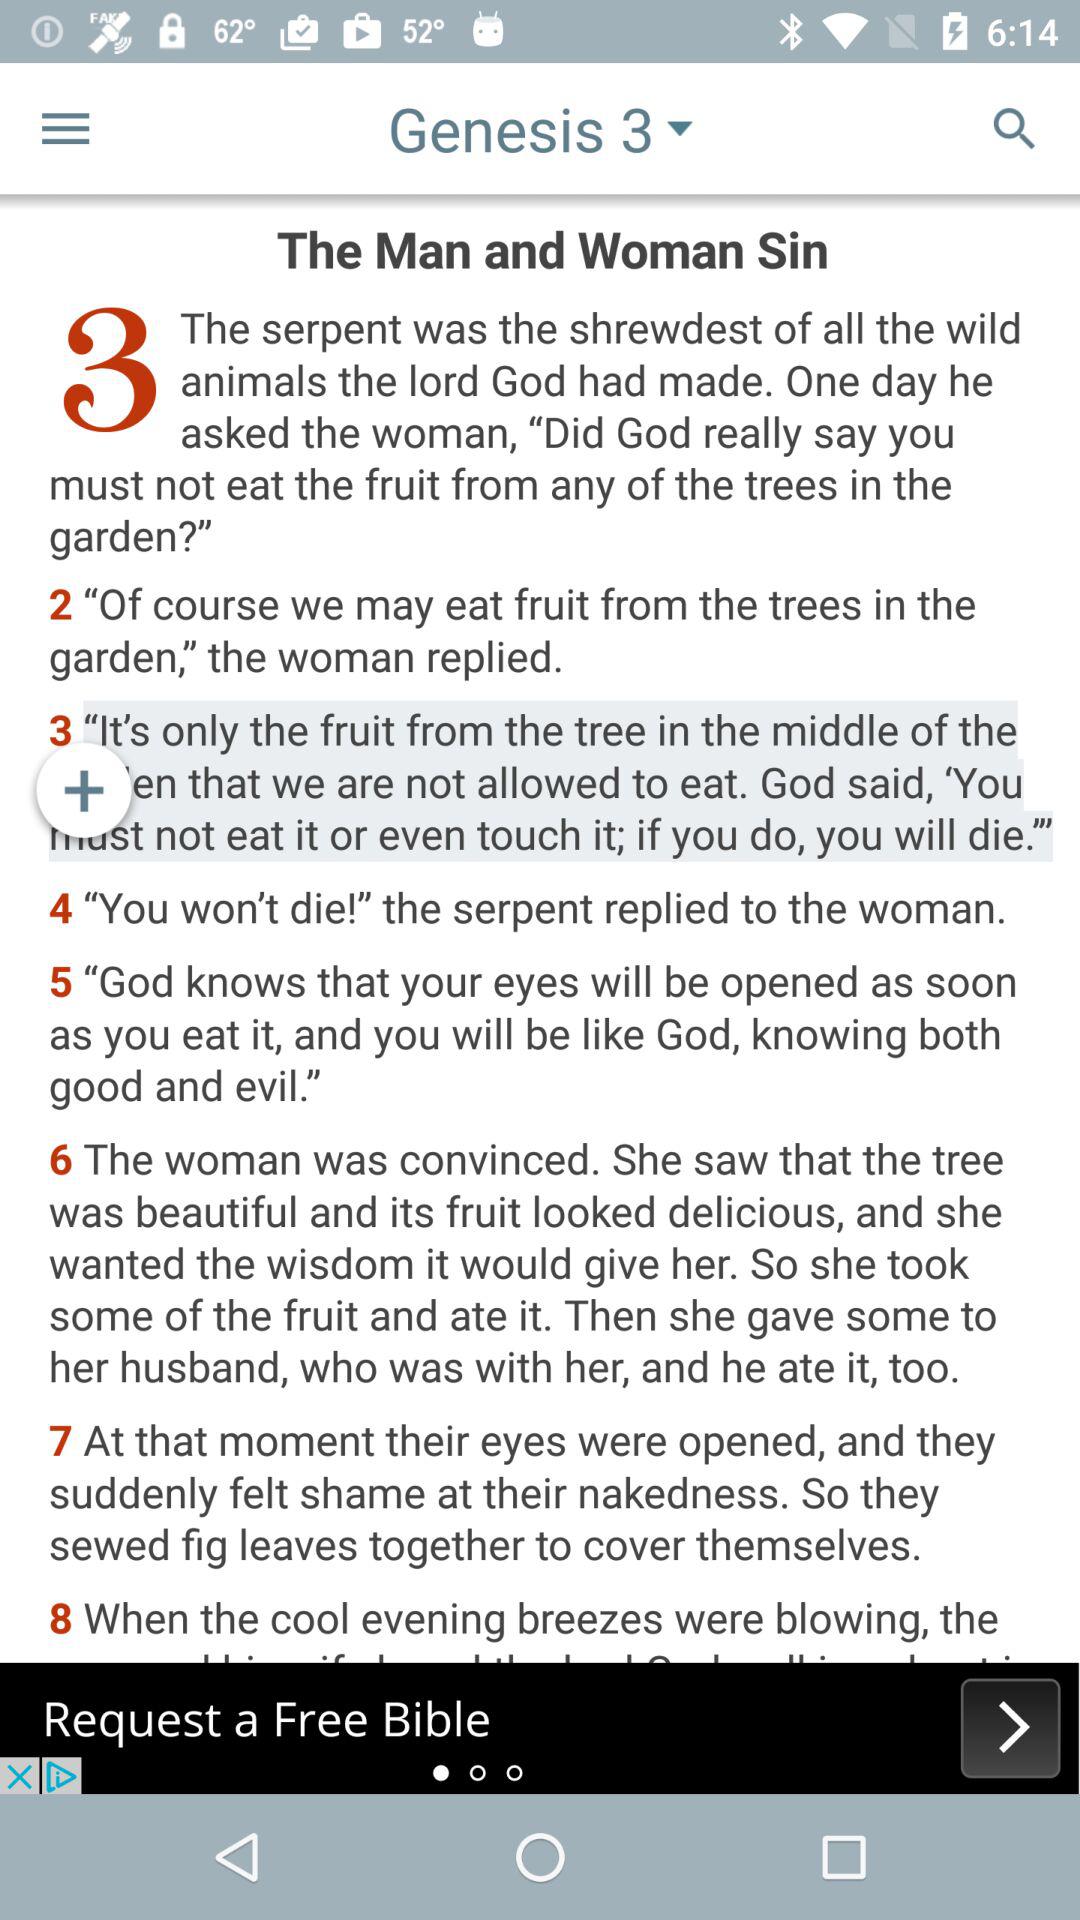 FAKE 62° 52° 6:14
Genesis 3
The Man and Woman Sin
3 The serpent was the shrewdest of all the wild
animals the lord God had made. One day he
asked the woman, “Did God really say you
must not eat the fruit from any of the trees in the
garden?”
2 “Of course we may eat fruit from the trees in the
garden,” the woman replied.
3 “It’s only the fruit from the tree in the middle of the
en that we are not allowed to eat. God said, ‘You
must not eat it or even touch it; if you do, you will die.’”
4 “You won’t die!” the serpent replied to the woman.
5 “God knows that your eyes will be opened as soon
as you eat it, and you will be like God, knowing both
good and evil.”
6 The woman was convinced. She saw that the tree
was beautiful and its fruit looked delicious, and she
wanted the wisdom it would give her. So she took
some of the fruit and ate it. Then she gave some to
her husband, who was with her, and he ate it, too.
7 At that moment their eyes were opened, and they
suddenly felt shame at their nakedness. So they
sewed fig leaves together to cover themselves.
8 When the cool evening breezes were blowing, the
Request a Free Bible